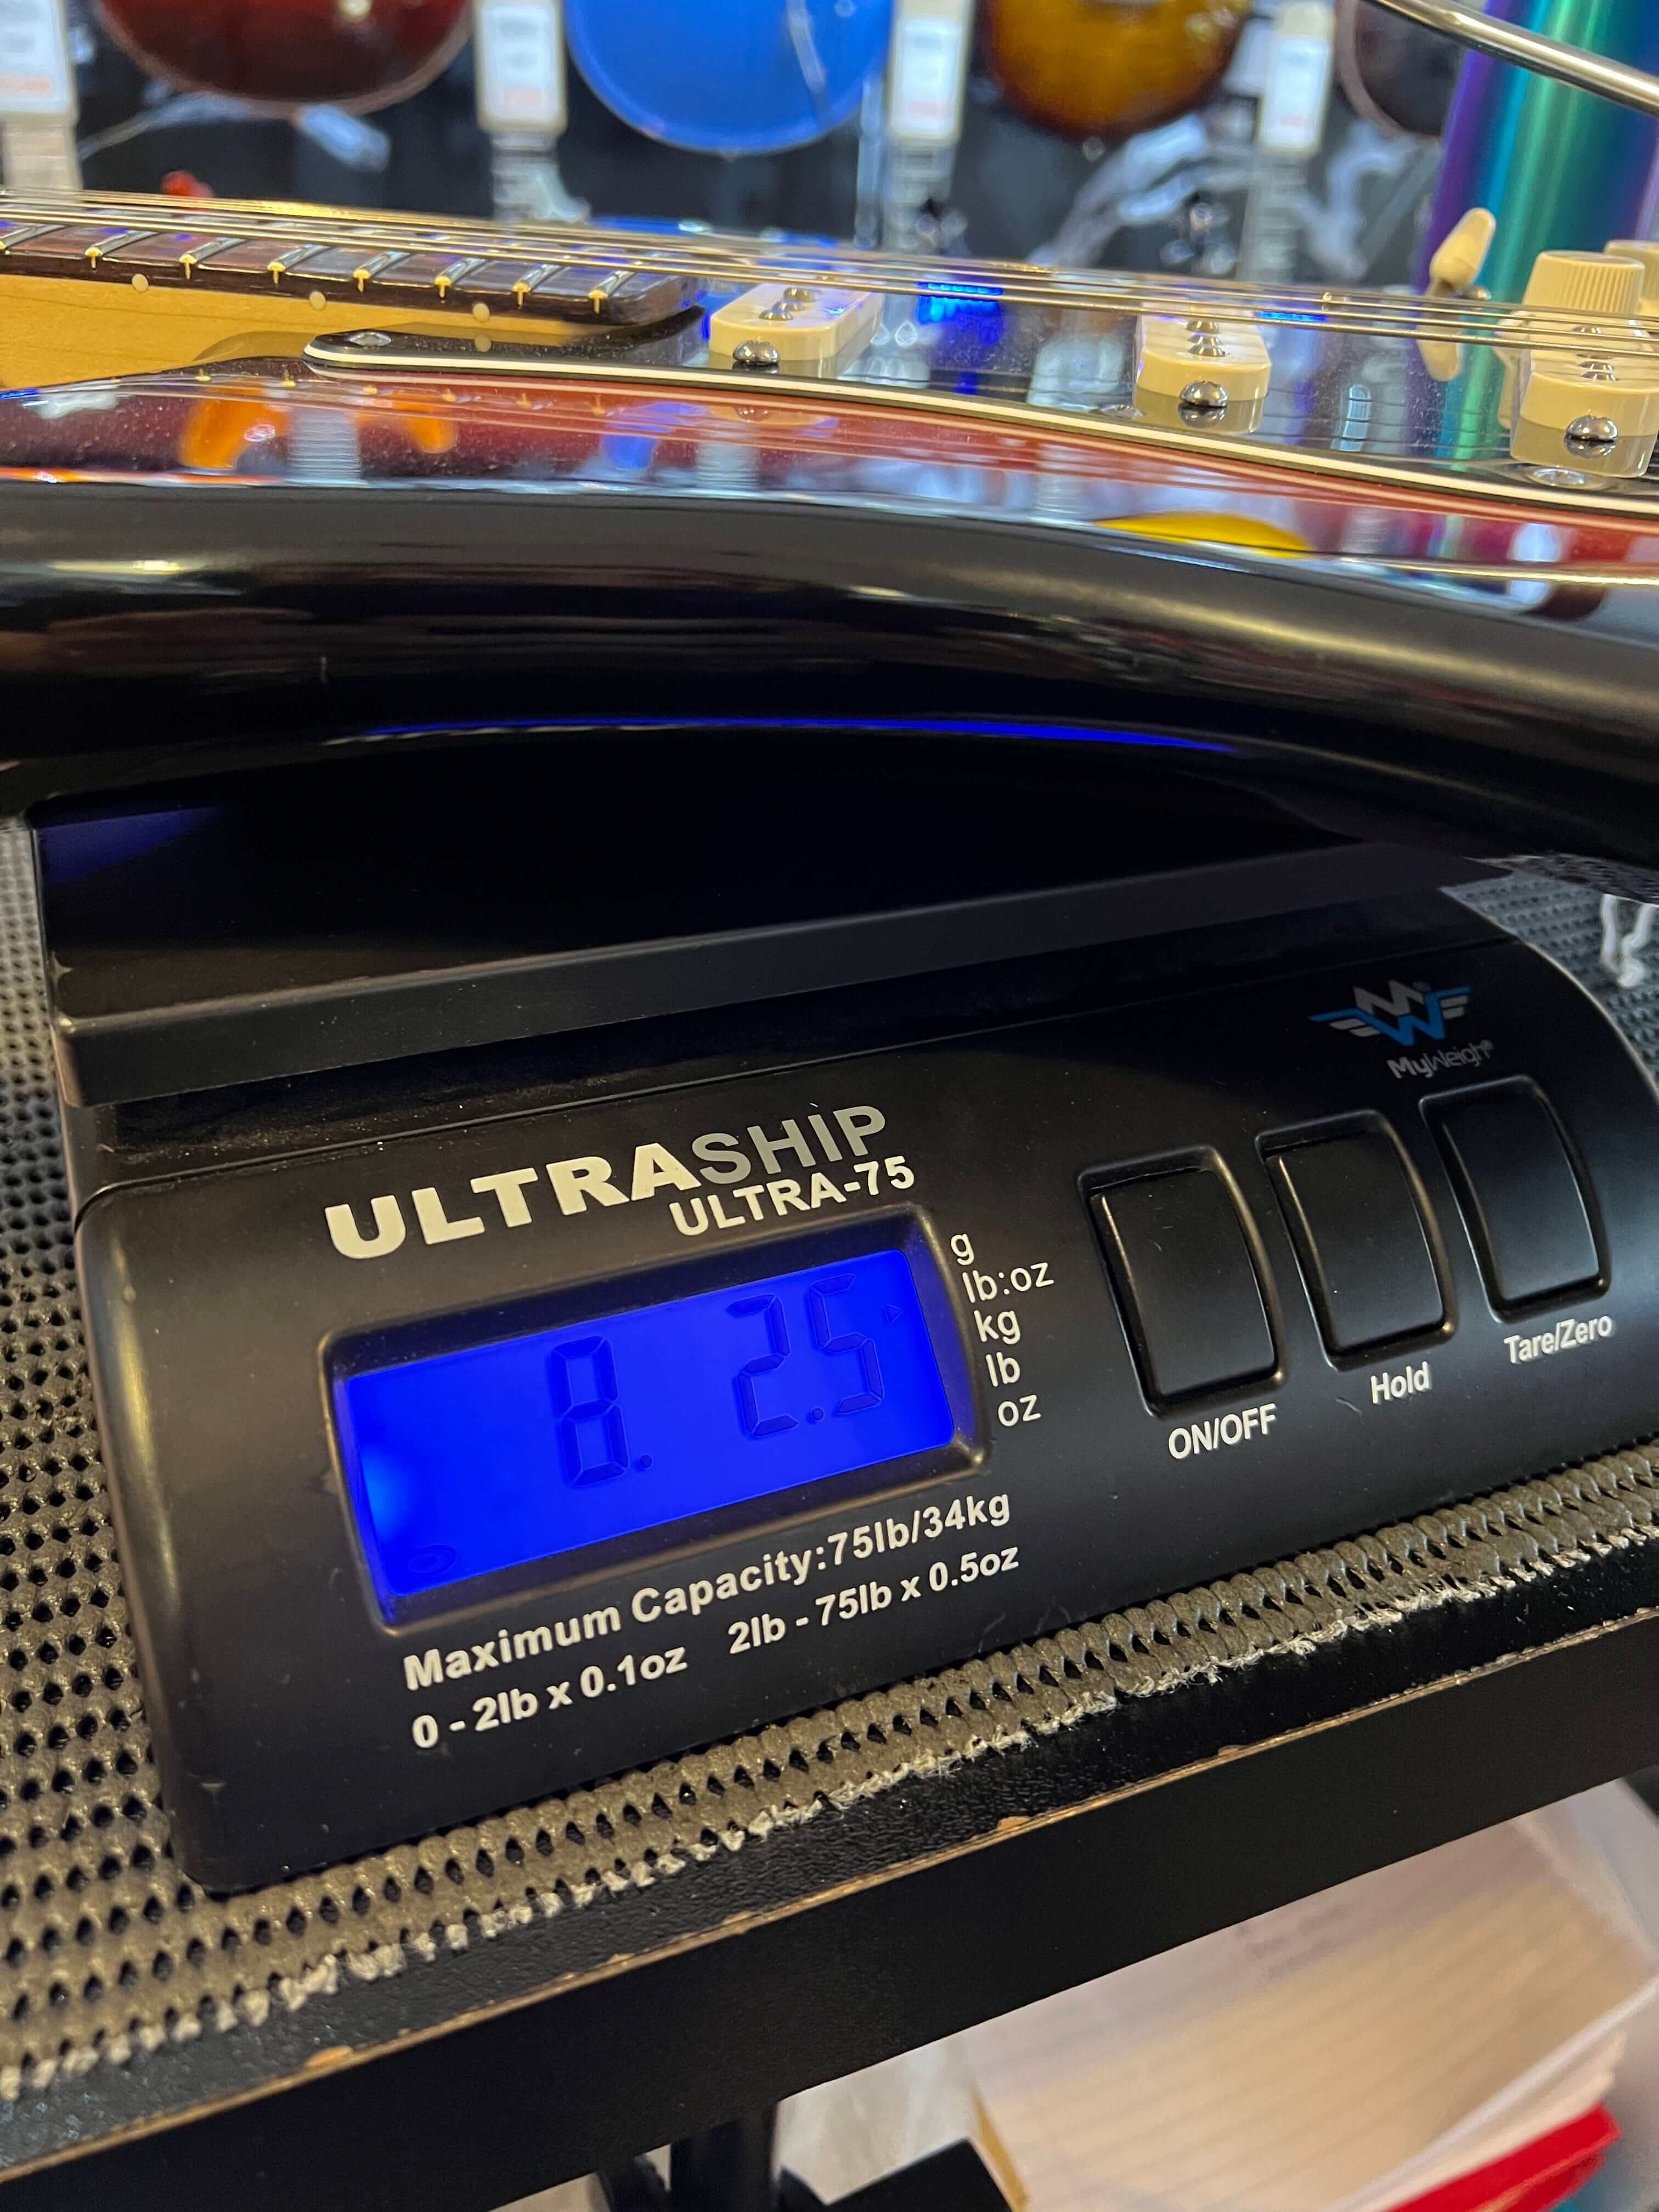 MyWeigh®
ULTRASHIP
ULTRA-75
8. 2.5
g
lb:oz
kg
lb
oz
ON/OFF
Hold
Tare/Zero
Maximum Capacity:75lb/34kg
0 - 2lb x 0.1oz 2lb - 75lb x 0.5oz